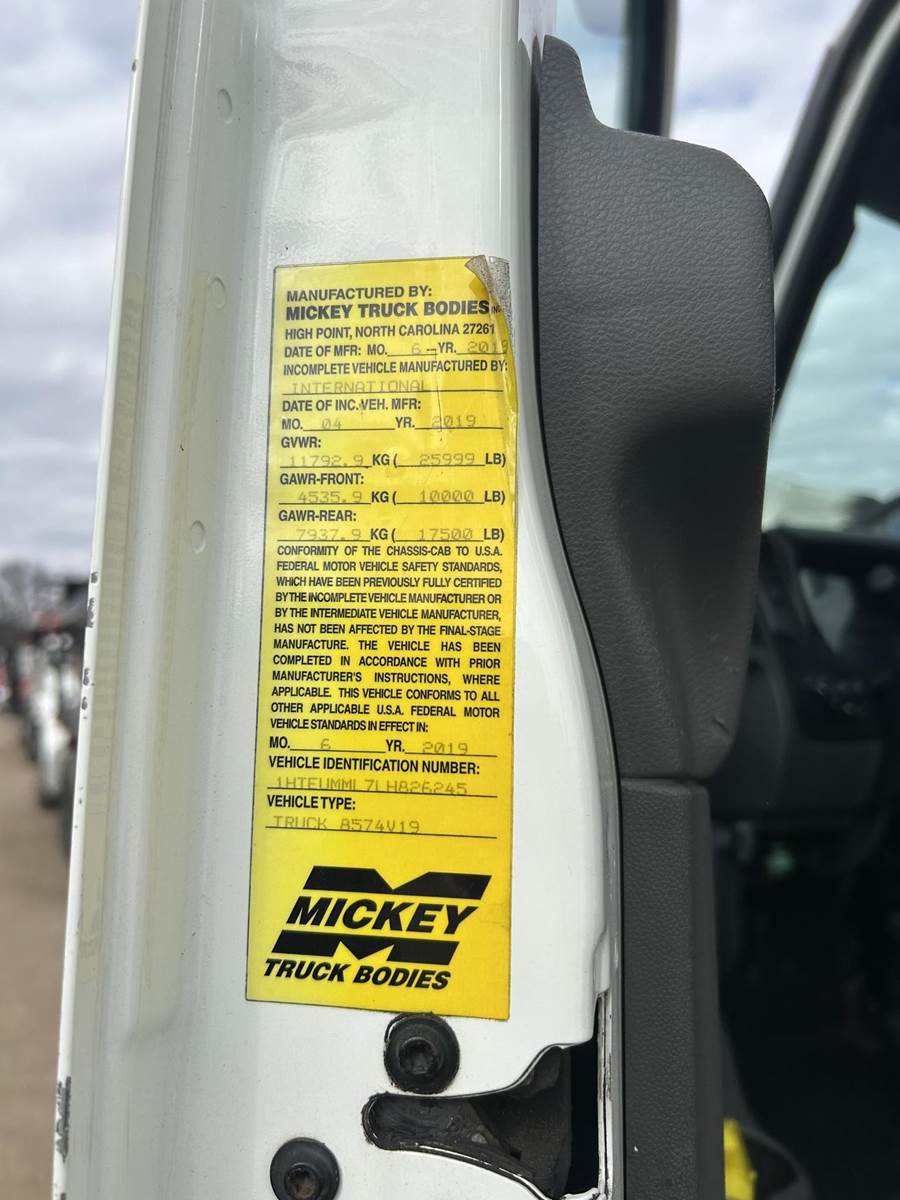 MANUFACTURED BY:
MICKEY TRUCK BODIES INC.
HIGH POINT, NORTH CAROLINA 27261
DATE OF MFR: MO. 6 YR. 2019
INCOMPLETE VEHICLE MANUFACTURED BY:
INTERNATIONAL
DATE OF INC. VEH. MFR:
MO. 04 YR. 2019
GVWR:
11792.9 KG ( 25999 LB)
GAWR-FRONT:
4535.9 KG ( 10000 LB)
GAWR-REAR:
7937.9 KG ( 17500 LB)
CONFORMITY OF THE CHASSIS-CAB TO U.S.A.
FEDERAL MOTOR VEHICLE SAFETY STANDARDS,
WHICH HAVE BEEN PREVIOUSLY FULLY CERTIFIED
BY THE INCOMPLETE VEHICLE MANUFACTURER OR
BY THE INTERMEDIATE VEHICLE MANUFACTURER,
HAS NOT BEEN AFFECTED BY THE FINAL-STAGE
MANUFACTURE. THE VEHICLE HAS BEEN
COMPLETED IN ACCORDANCE WITH PRIOR
MANUFACTURER'S INSTRUCTIONS, WHERE
APPLICABLE. THIS VEHICLE CONFORMS TO ALL
OTHER APPLICABLE U.S.A. FEDERAL MOTOR
VEHICLE STANDARDS IN EFFECT IN:
MO. 6 YR. 2019
VEHICLE IDENTIFICATION NUMBER:
1HTEUMML7LH826245
VEHICLE TYPE:
TRUCK A574V19
MICKEY
TRUCK BODIES